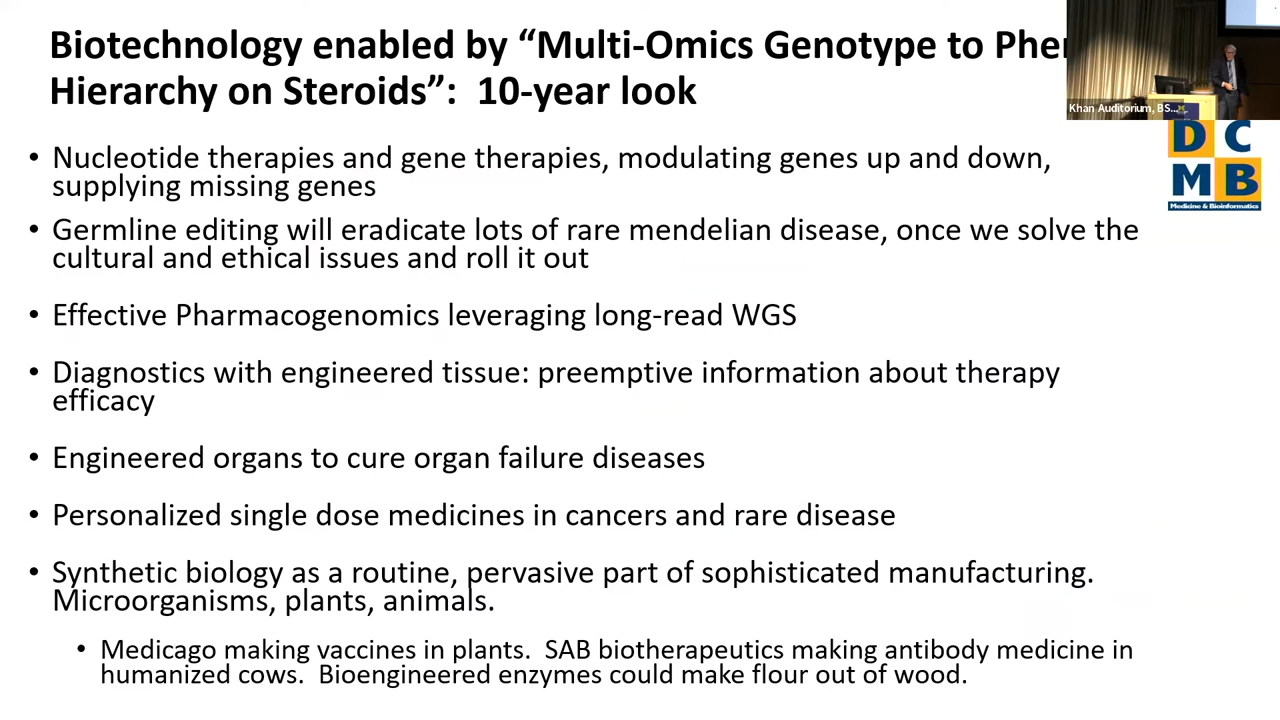 Biotechnology enabled by “Multi-Omics Genotype to
Hierarchy on Steroids”: 10-year look
Khan Auditorium, BS...
D C
M B
Medicine & Bioinformatics
• Nucleotide therapies and gene therapies, modulating genes up and down,
supplying missing genes
• Germline editing will eradicate lots of rare mendelian disease, once we solve the
cultural and ethical issues and roll it out
• Effective Pharmacogenomics leveraging long-read WGS
• Diagnostics with engineered tissue: preemptive information about therapy
efficacy
• Engineered organs to cure organ failure diseases
• Personalized single dose medicines in cancers and rare disease
• Synthetic biology as a routine, pervasive part of sophisticated manufacturing.
Microorganisms, plants, animals.
• Medicago making vaccines in plants. SAB biotherapeutics making antibody medicine in
humanized cows. Bioengineered enzymes could make flour out of wood.